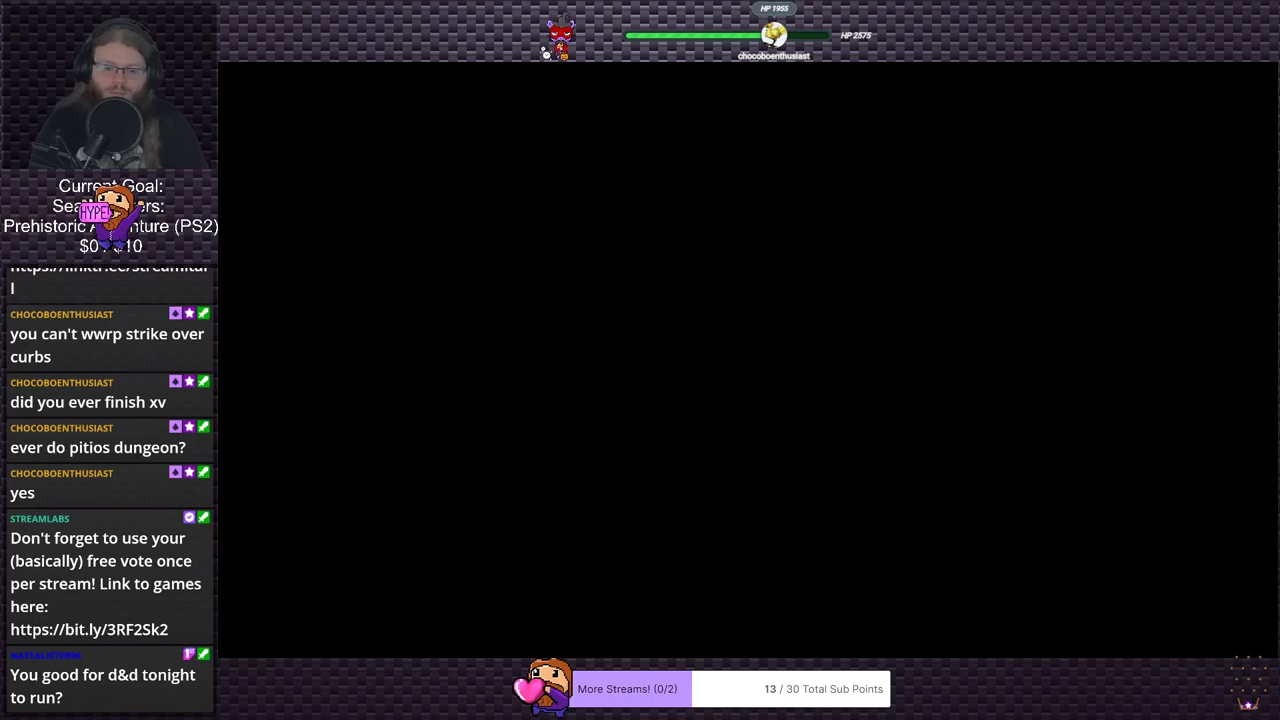 HP 1955
HP 2575
chocoboenthusiast
Current Goal:
Prehistoric
(PS2)
HYPE!
l
CHOCOBOENTHUSIAST
you can't wwrp strike over
curbs
CHOCOBOENTHUSIAST
did you ever finish xv
CHOCOBOENTHUSIAST
ever do pitios dungeon?
CHOCOBOENTHUSIAST
yes
STREAMLABS
Don't forget to use your
(basically) free vote once
per stream! Link to games
here:
https://bit.ly/3RF2Sk2
You good for d&d tonight
to run?
More Streams! (0/2)
13 / 30 Total Sub Points